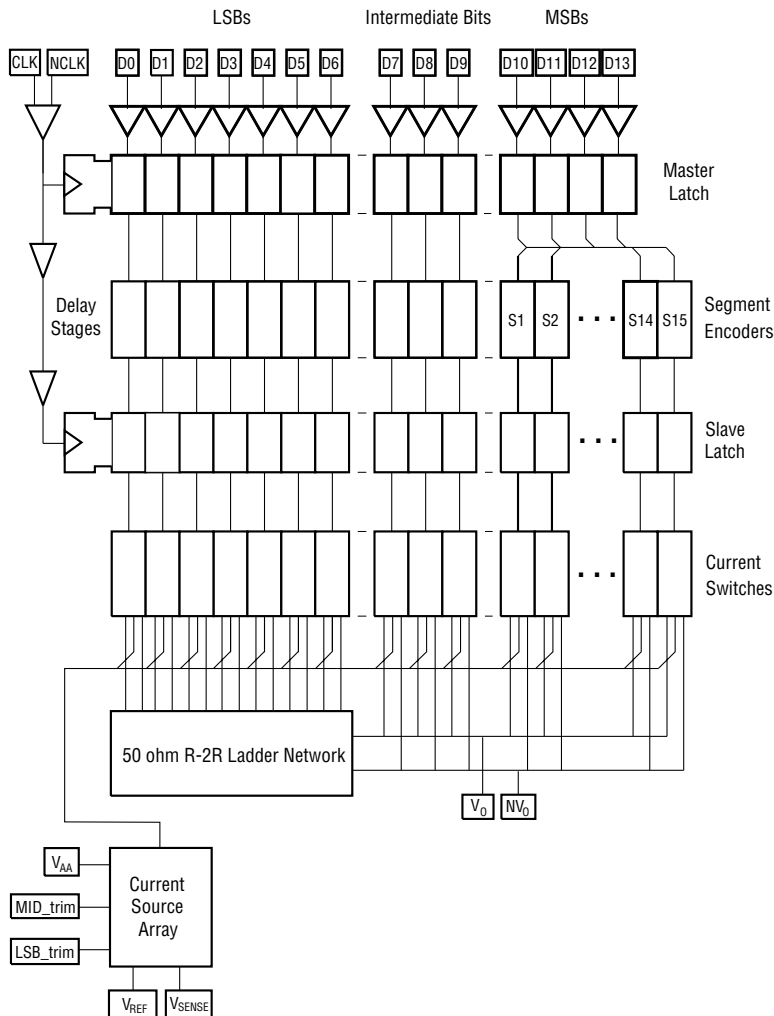 LSBs Intermediate Bits MSBs
CLK NCLK D0 D1 D2 D3 D4 D5 D6 D7 D8 D9 D10 D11 D12 D13
Master
Latch
Delay
Stages
S1 S2 ... S14 S15
Segment
Encoders
...
Slave
Latch
...
Current
Switches
50 ohm R-2R Ladder Network
VO NVO
VAA
MID_trim
LSB_trim
Current
Source
Array
VREF VSENSE